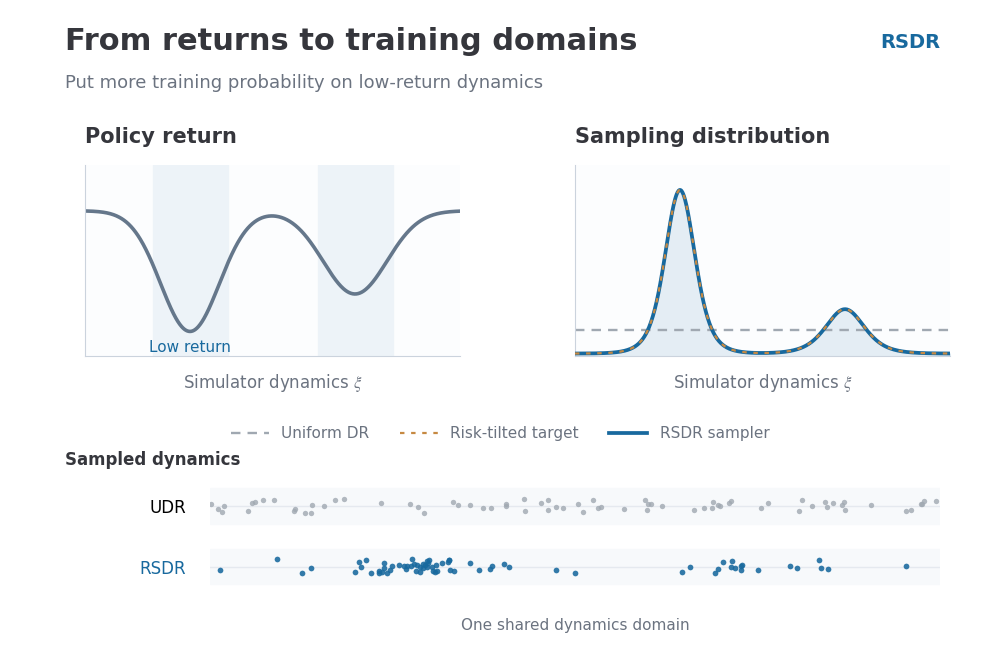 From returns to training domains
RSDR
Put more training probability on low-return dynamics
Policy return
Sampling distribution
Low return
Simulator dynamics ξ
Simulator dynamics ξ
Uniform DR
Risk-tilted target
RSDR sampler
Sampled dynamics
UDR
RSDR
One shared dynamics domain